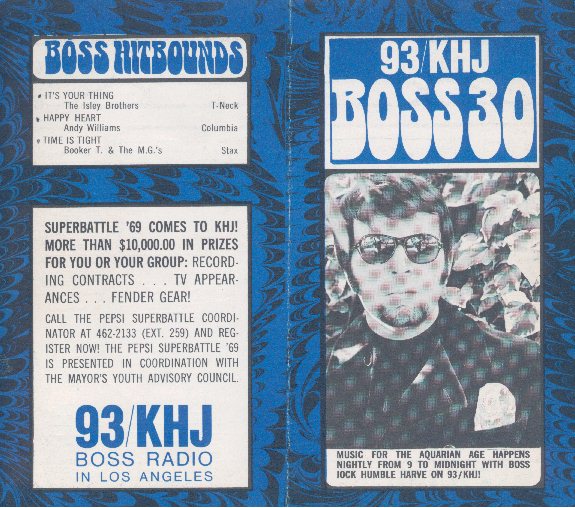 BOSS HITBOUNDS
IT'S YOUR THING
The Isley Brothers T-Neck
HAPPY HEART
Andy Williams Columbia
TIME IS TIGHT
Booker T. & The M.G.'s Stax
SUPERBATTLE '69 COMES TO KHJ!
MORE THAN $10,000.00 IN PRIZES
FOR YOU OR YOUR GROUP: RECORD-
ING CONTRACTS . . . TV APPEAR-
ANCES . . . FENDER GEAR!
CALL THE PEPSI SUPERBATTLE COORDI-
NATOR AT 462-2133 (EXT. 259) AND REG-
ISTER NOW! THE PEPSI SUPERBATTLE '69
IS PRESENTED IN COORDINATION WITH
THE MAYOR'S YOUTH ADVISORY COUNCIL.
93/KHJ
BOSS RADIO
IN LOS ANGELES
93/KHJ
BOSS 30
MUSIC FOR THE AQUARIAN AGE HAPPENS
NIGHTLY FROM 9 TO MIDNIGHT WITH BOSS
JOCK HUMBLE HARVE ON 93/KHJ!